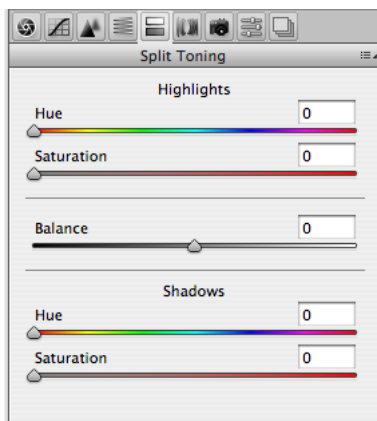 Split Toning
Highlights
Hue 0
Saturation 0
Balance 0
Shadows
Hue 0
Saturation 0